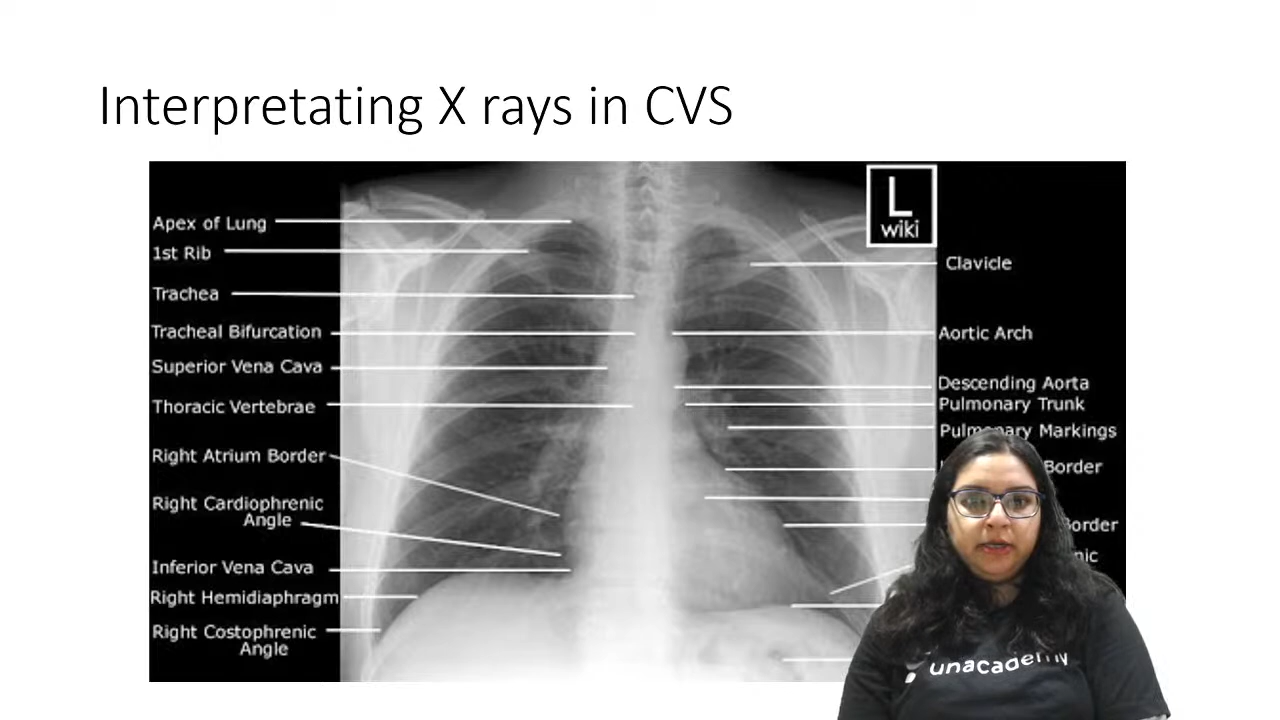 Interpretating X rays in CVS
L
wiki
Apex of Lung
1st Rib
Trachea
Tracheal Bifurcation
Superior Vena Cava
Thoracic Vertebrae
Right Atrium Border
Right Cardiophrenic
Angle
Inferior Vena Cava
Right Hemidiaphragm
Right Costophrenic
Angle
Clavicle
Aortic Arch
Descending Aorta
Pulmonary Trunk
Pulmonary Markings
Border
Border
unacademy